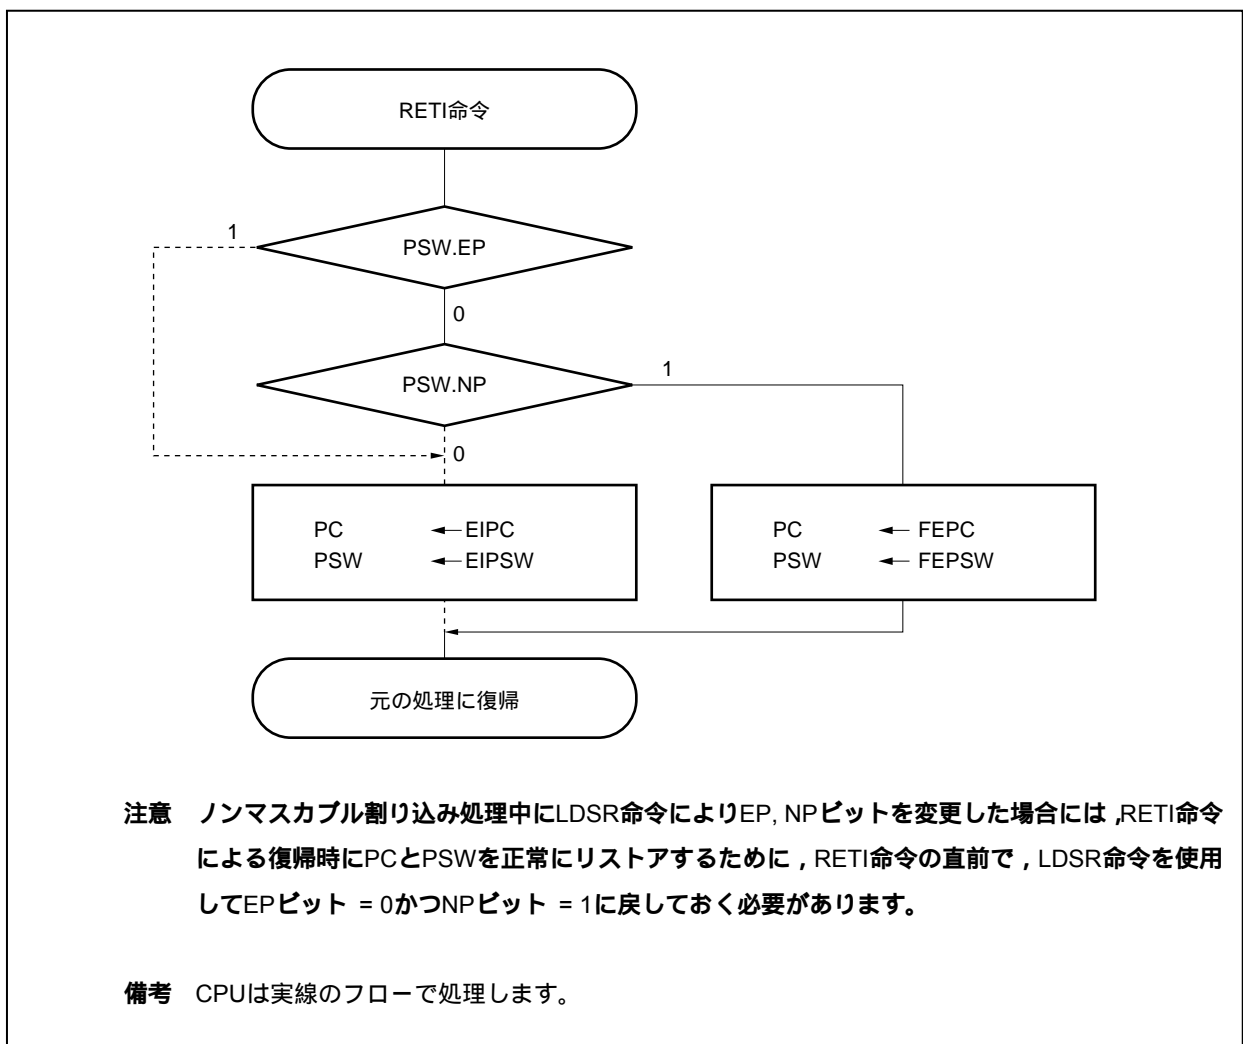 RETI命令
1
PSW.EP
0
PSW.NP
1
0
PC ← EIPC
PSW ← EIPSW
PC ← FEPC
PSW ← FEPSW
元の処理に復帰
注意 ノンマスカブル割り込み処理中にLDSR命令によりEP, NPビットを変更した場合には，RETI命令
による復帰時にPCとPSWを正常にリストアするために，RETI命令の直前で，LDSR命令を使用
してEPビット = 0かつNPビット = 1に戻しておく必要があります。
備考 CPUは実線のフローで処理します。